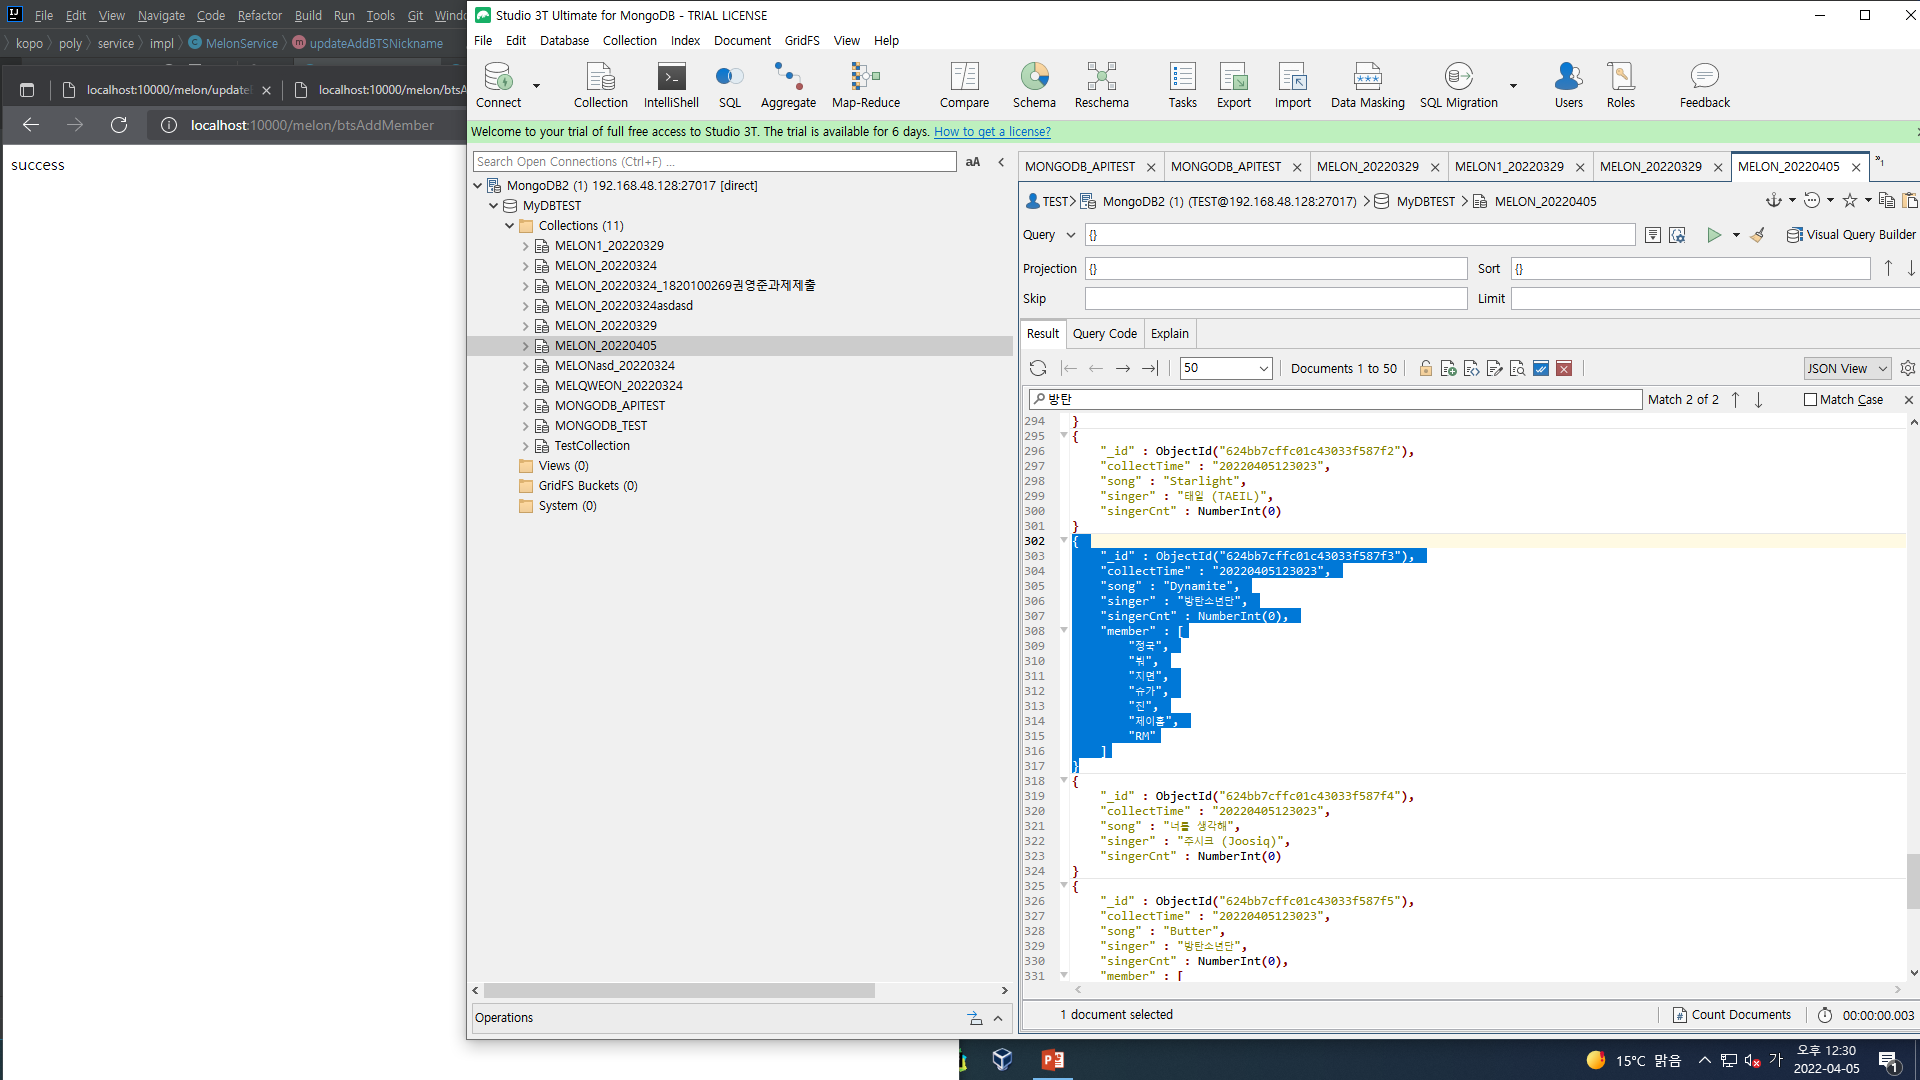 File Edit View Navigate Code Refactor Build Run Tools Git Windo
kopo poly service impl MelonService updateAddBTSNickname
localhost:10000/melon/update
localhost:10000/melon/btsA
localhost:10000/melon/btsAddMember
success
Studio 3T Ultimate for MongoDB - TRIAL LICENSE
File Edit Database Collection Index Document GridFS View Help
Connect Collection IntelliShell SQL Aggregate Map-Reduce Compare Schema Reschema Tasks Export Import Data Masking SQL Migration Users Roles Feedback
Welcome to your trial of full free access to Studio 3T. The trial is available for 6 days. How to get a license?
Search Open Connections (Ctrl+F) ... aA
MongoDB2 (1) 192.168.48.128:27017 [direct]
MyDBTEST
Collections (11)
MELON1_20220329
MELON_20220324
MELON_20220324_1820100269권영준과제제출
MELON_20220324asdasd
MELON_20220329
MELON_20220405
MELONasd_20220324
MELQWEON_20220324
MONGODB_APITEST
MONGODB_TEST
TestCollection
Views (0)
GridFS Buckets (0)
System (0)
Operations
MONGODB_APITEST MONGODB_APITEST MELON_20220329 MELON1_20220329 MELON_20220329 MELON_20220405
TEST MongoDB2 (1) (TEST@192.168.48.128:27017) MyDBTEST MELON_20220405
Query {} Visual Query Builder
Projection {} Sort {}
Skip Limit
Result Query Code Explain
50 Documents 1 to 50 JSON View
방탄 Match 2 of 2 Match Case
294 }
295 {
296 "_id" : ObjectId("624bb7cffc01c43033f587f2"),
297 "collectTime" : "20220405123023",
298 "song" : "Starlight",
299 "singer" : "태일 (TAEIL)",
300 "singerCnt" : NumberInt(0)
301 }
302 {
303 "_id" : ObjectId("624bb7cffc01c43033f587f3"),
304 "collectTime" : "20220405123023",
305 "song" : "Dynamite",
306 "singer" : "방탄소년단",
307 "singerCnt" : NumberInt(0),
308 "member" : [
309 "정국",
310 "뷔",
311 "지민",
312 "슈가",
313 "진",
314 "제이홉",
315 "RM"
316 ]
317 }
318 {
319 "_id" : ObjectId("624bb7cffc01c43033f587f4"),
320 "collectTime" : "20220405123023",
321 "song" : "너를 생각해",
322 "singer" : "주시크 (Joosiq)",
323 "singerCnt" : NumberInt(0)
324 }
325 {
326 "_id" : ObjectId("624bb7cffc01c43033f587f5"),
327 "collectTime" : "20220405123023",
328 "song" : "Butter",
329 "singer" : "방탄소년단",
330 "singerCnt" : NumberInt(0),
331 "member" : [
1 document selected Count Documents 00:00:00.003
15°C 맑음 가 오후 12:30
2022-04-05 1